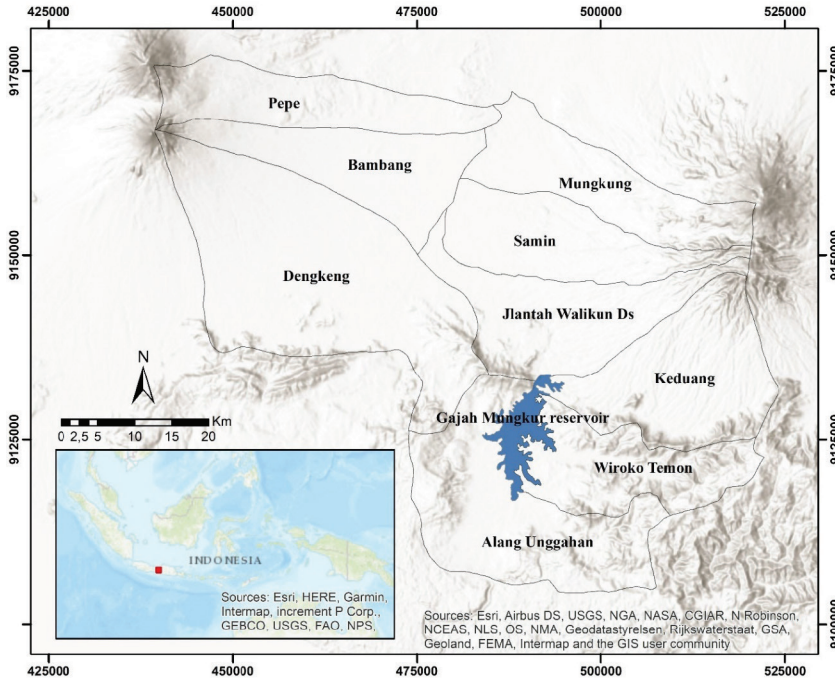 425000 450000 475000 500000 525000
9175000 9175000
Pepe
Bambang
Mungkung
Samin
9150000 9150000
Dengkeng
Jlantah Walikun Ds
N
Keduang
Km
0 2,5 5 10 15 20
Gajah Mungkur reservoir
9125000 9125000
Wiroko Temon
Alang Unggahan
INDONESIA
Sources: Esri, HERE, Garmin,
Intermap, increment P Corp.,
GEBCO, USGS, FAO, NPS,
Sources: Esri, Airbus DS, USGS, NGA, NASA, CGIAR, N Robinson,
NCEAS, NLS, OS, NMA, Geodatastyrelsen, Rijkswaterstaat, GSA,
Geoland, FEMA, Intermap and the GIS user community
9100000 9100000
425000 450000 475000 500000 525000